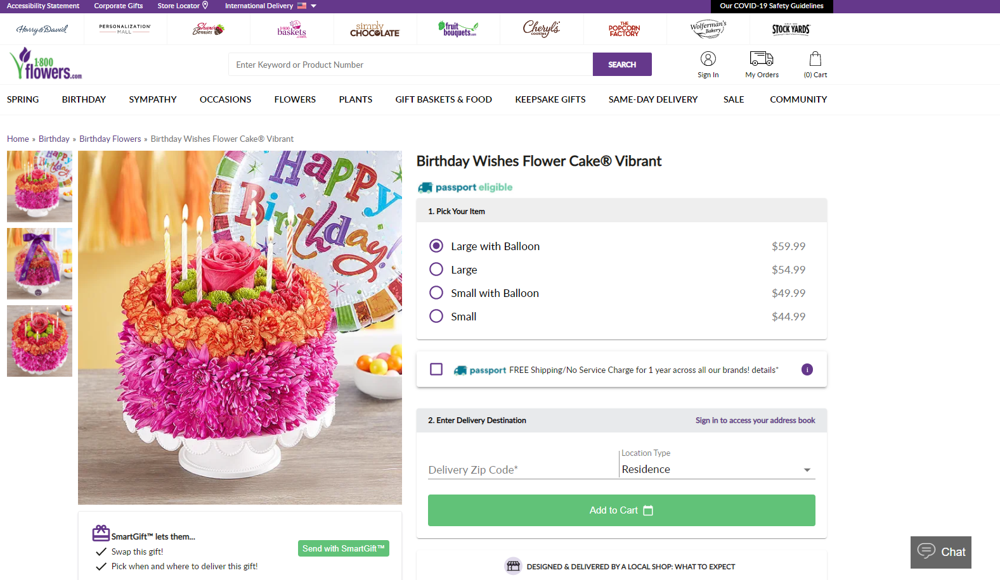 Accessibility Statement
Corporate Gifts
Store Locator
International Delivery
Our COVID-19 Safety Guidelines
Harry & David
PERSONALIZATION
MALL
Shari's
Berries
1-800
baskets
.com
simply
CHOCOLATE
fruit
bouquets.com
Cheryl's
COOKIES
THE
POPCORN
FACTORY
Wolferman's
Bakery
STOCK YARDS
1-800
flowers.com
Enter Keyword or Product Number
SEARCH
Sign In
My Orders
(0) Cart
SPRING
BIRTHDAY
SYMPATHY
OCCASIONS
FLOWERS
PLANTS
GIFT BASKETS & FOOD
KEEPSAKE GIFTS
SAME-DAY DELIVERY
SALE
COMMUNITY
Home » Birthday » Birthday Flowers » Birthday Wishes Flower Cake® Vibrant
Happy
Birthday!
Birthday Wishes Flower Cake® Vibrant
passport eligible
1. Pick Your Item
Large with Balloon $59.99
Large $54.99
Small with Balloon $49.99
Small $44.99
passport FREE Shipping/No Service Charge for 1 year across all our brands! details*
i
2. Enter Delivery Destination
Sign in to access your address book
Location Type
Delivery Zip Code*
Residence
Add to Cart
SmartGift™ lets them...
Swap this gift!
Pick when and where to deliver this gift!
Send with SmartGift™
DESIGNED & DELIVERED BY A LOCAL SHOP: WHAT TO EXPECT
Chat